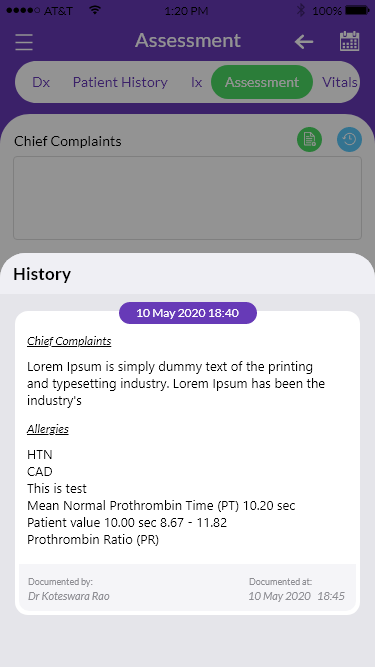 AT&T 1:20 PM 100%
Assessment
Dx Patient History Ix Assessment Vitals
Chief Complaints
History
10 May 2020 18:40
Chief Complaints
Lorem Ipsum is simply dummy text of the printing
and typesetting industry. Lorem Ipsum has been the
industry's
Allergies
HTN
CAD
This is test
Mean Normal Prothrombin Time (PT) 10.20 sec
Patient value 10.00 sec 8.67 - 11.82
Prothrombin Ratio (PR)
Documented by: Documented at:
Dr Koteswara Rao 10 May 2020 18:45